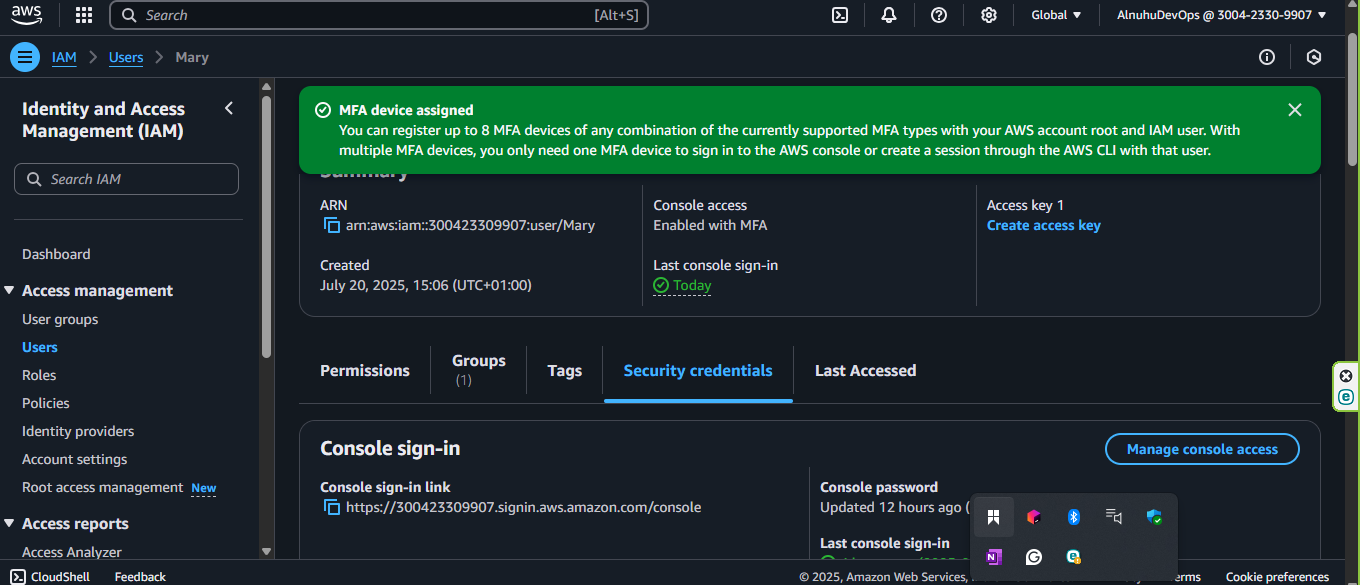 aws
Search
[Alt+S]
Global
AlnuhuDevOps @ 3004-2330-9907
IAM
Users
Mary
Identity and Access
Management (IAM)
Search IAM
Dashboard
Access management
User groups
Users
Roles
Policies
Identity providers
Account settings
Root access management New
Access reports
Access Analyzer
MFA device assigned
You can register up to 8 MFA devices of any combination of the currently supported MFA types with your AWS account root and IAM user. With
multiple MFA devices, you only need one MFA device to sign in to the AWS console or create a session through the AWS CLI with that user.
Summary
ARN
arn:aws:iam::300423309907:user/Mary
Created
July 20, 2025, 15:06 (UTC+01:00)
Console access
Enabled with MFA
Last console sign-in
Today
Access key 1
Create access key
Permissions
Groups
(1)
Tags
Security credentials
Last Accessed
Console sign-in
Manage console access
Console sign-in link
https://300423309907.signin.aws.amazon.com/console
Console password
Updated 12 hours ago (
Last console sign-in
CloudShell
Feedback
© 2025, Amazon Web Services,
Cookie preferences